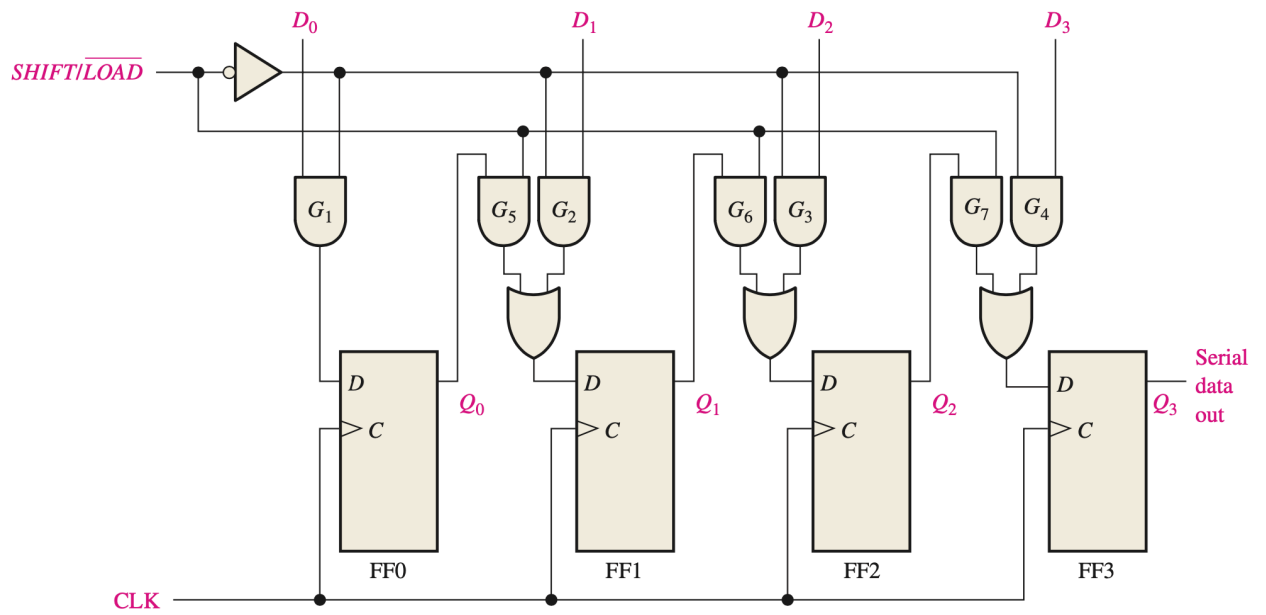 D₀ D₁ D₂ D₃
SHIFT/L̅O̅A̅D̅
G₁ G₅ G₂ G₆ G₃ G₇ G₄
Serial
data
out
D D D D
Q₀ Q₁ Q₂ Q₃
C C C C
FF0 FF1 FF2 FF3
CLK